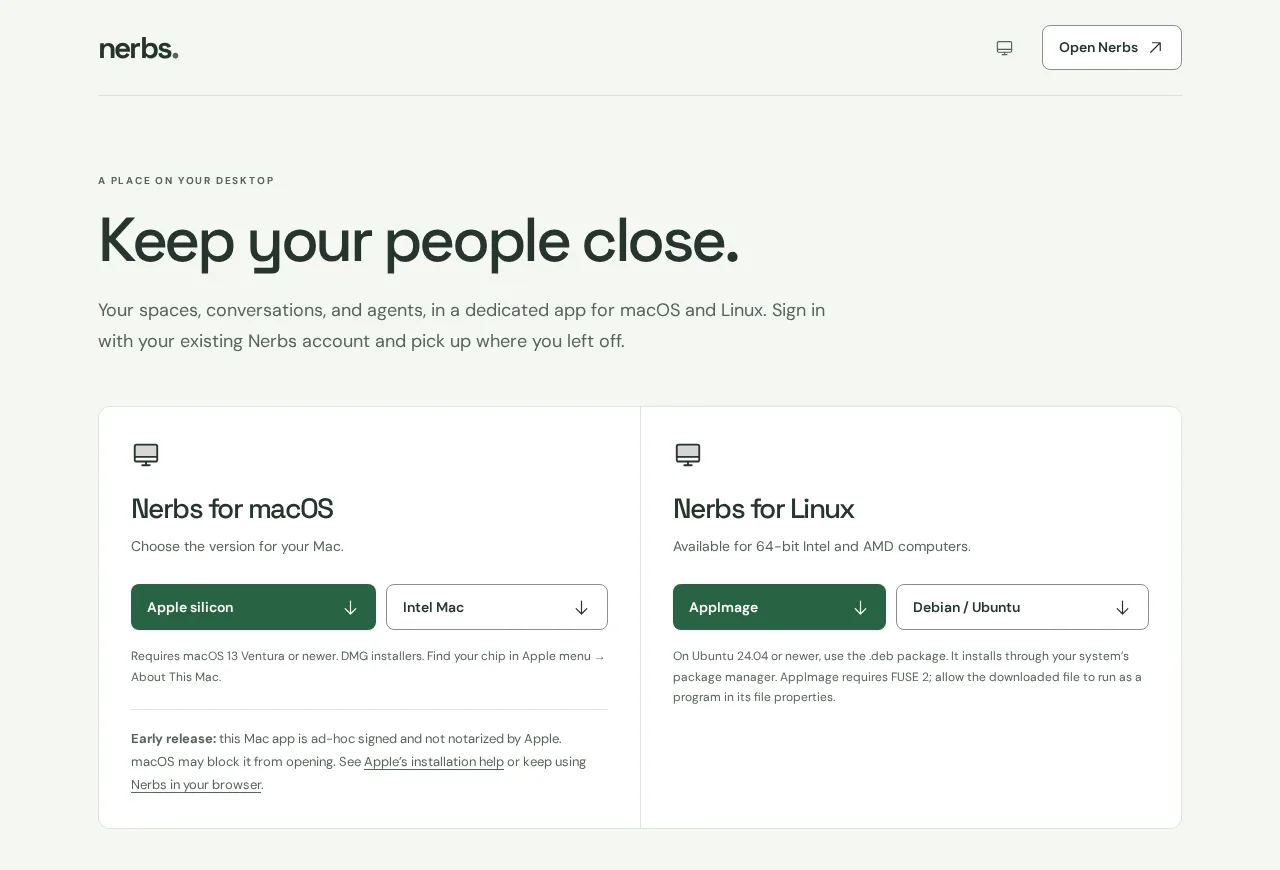 nerbs.
Open Nerbs
A PLACE ON YOUR DESKTOP
Keep your people close.
Your spaces, conversations, and agents, in a dedicated app for macOS and Linux. Sign in
with your existing Nerbs account and pick up where you left off.
Nerbs for macOS
Choose the version for your Mac.
Apple silicon
Intel Mac
Requires macOS 13 Ventura or newer. DMG installers. Find your chip in Apple menu →
About This Mac.
Early release: this Mac app is ad-hoc signed and not notarized by Apple.
macOS may block it from opening. See Apple’s installation help or keep using
Nerbs in your browser.
Nerbs for Linux
Available for 64-bit Intel and AMD computers.
AppImage
Debian / Ubuntu
On Ubuntu 24.04 or newer, use the .deb package. It installs through your system’s
package manager. AppImage requires FUSE 2; allow the downloaded file to run as a
program in its file properties.